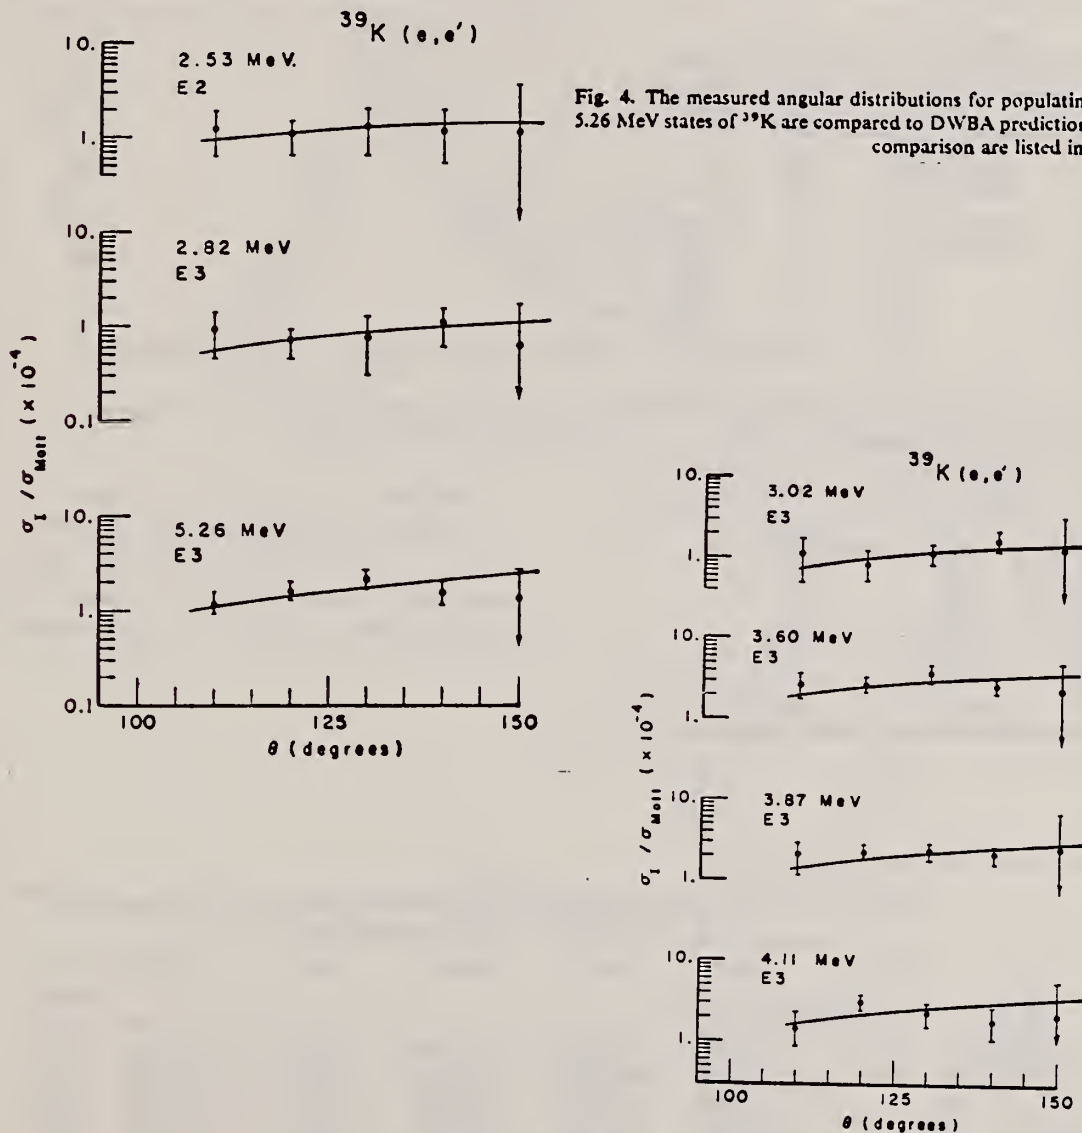 ³⁹K (e,e′)
10.
2.53 MeV.
E2
1.
Fig. 4. The measured angular distributions for populatin
5.26 MeV states of ³⁹K are compared to DWBA prediction
comparison are listed in
10.
2.82 MeV
E3
1.
0.1
σI / σMott (× 10⁻⁴)
10.
5.26 MeV
E3
1.
0.1
100 125 150
θ (degrees)
³⁹K (e,e′)
10.
3.02 MeV
E3
1.
10.
3.60 MeV
E3
1.
σI / σMott (× 10⁻⁴)
10.
3.87 MeV
E3
1.
10.
4.11 MeV
E3
1.
100 125 150
θ (degrees)